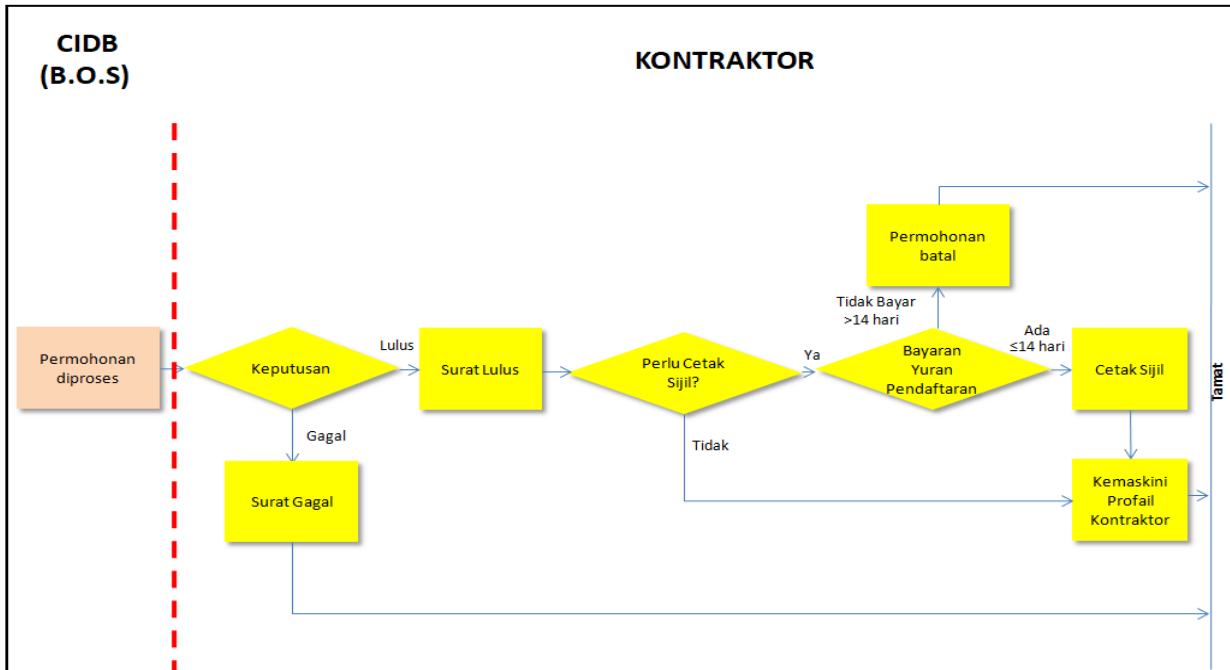 CIDB
(B.O.S)
KONTRAKTOR
Permohonan
diproses
Keputusan
Lulus
Surat Lulus
Gagal
Surat Gagal
Perlu Cetak
Sijil?
Ya
Tidak
Permohonan
batal
Tidak Bayar
>14 hari
Bayaran
Yuran
Pendaftaran
Ada
≤14 hari
Cetak Sijil
Kemaskini
Profail
Kontraktor
Tamat